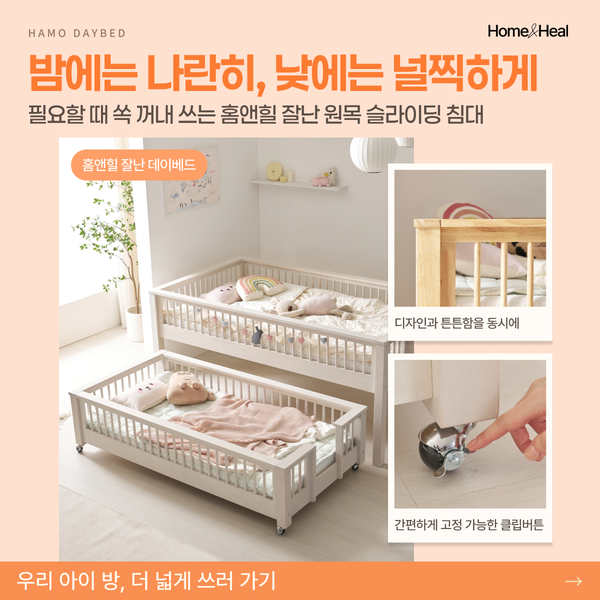 HAMO DAYBED
Home&Heal
밤에는 나란히, 낮에는 널찍하게
필요할 때 쏙 꺼내 쓰는 홈앤힐 잘난 원목 슬라이딩 침대
홈앤힐 잘난 데이베드
디자인과 튼튼함을 동시에
간편하게 고정 가능한 클립버튼
우리 아이 방, 더 넓게 쓰러 가기 →